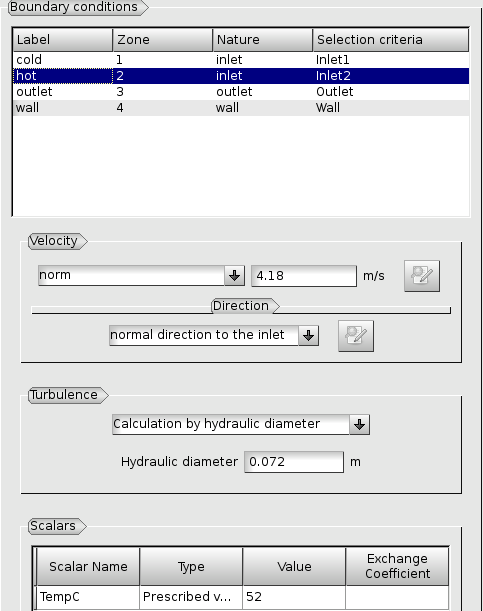 Boundary conditions
Label Zone Nature Selection criteria
cold 1 inlet Inlet1
hot 2 inlet Inlet2
outlet 3 outlet Outlet
wall 4 wall Wall
Velocity
norm 4.18 m/s
Direction
normal direction to the inlet
Turbulence
Calculation by hydraulic diameter
Hydraulic diameter 0.072 m
Scalars
Scalar Name Type Value Exchange
Coefficient
TempC Prescribed v... 52